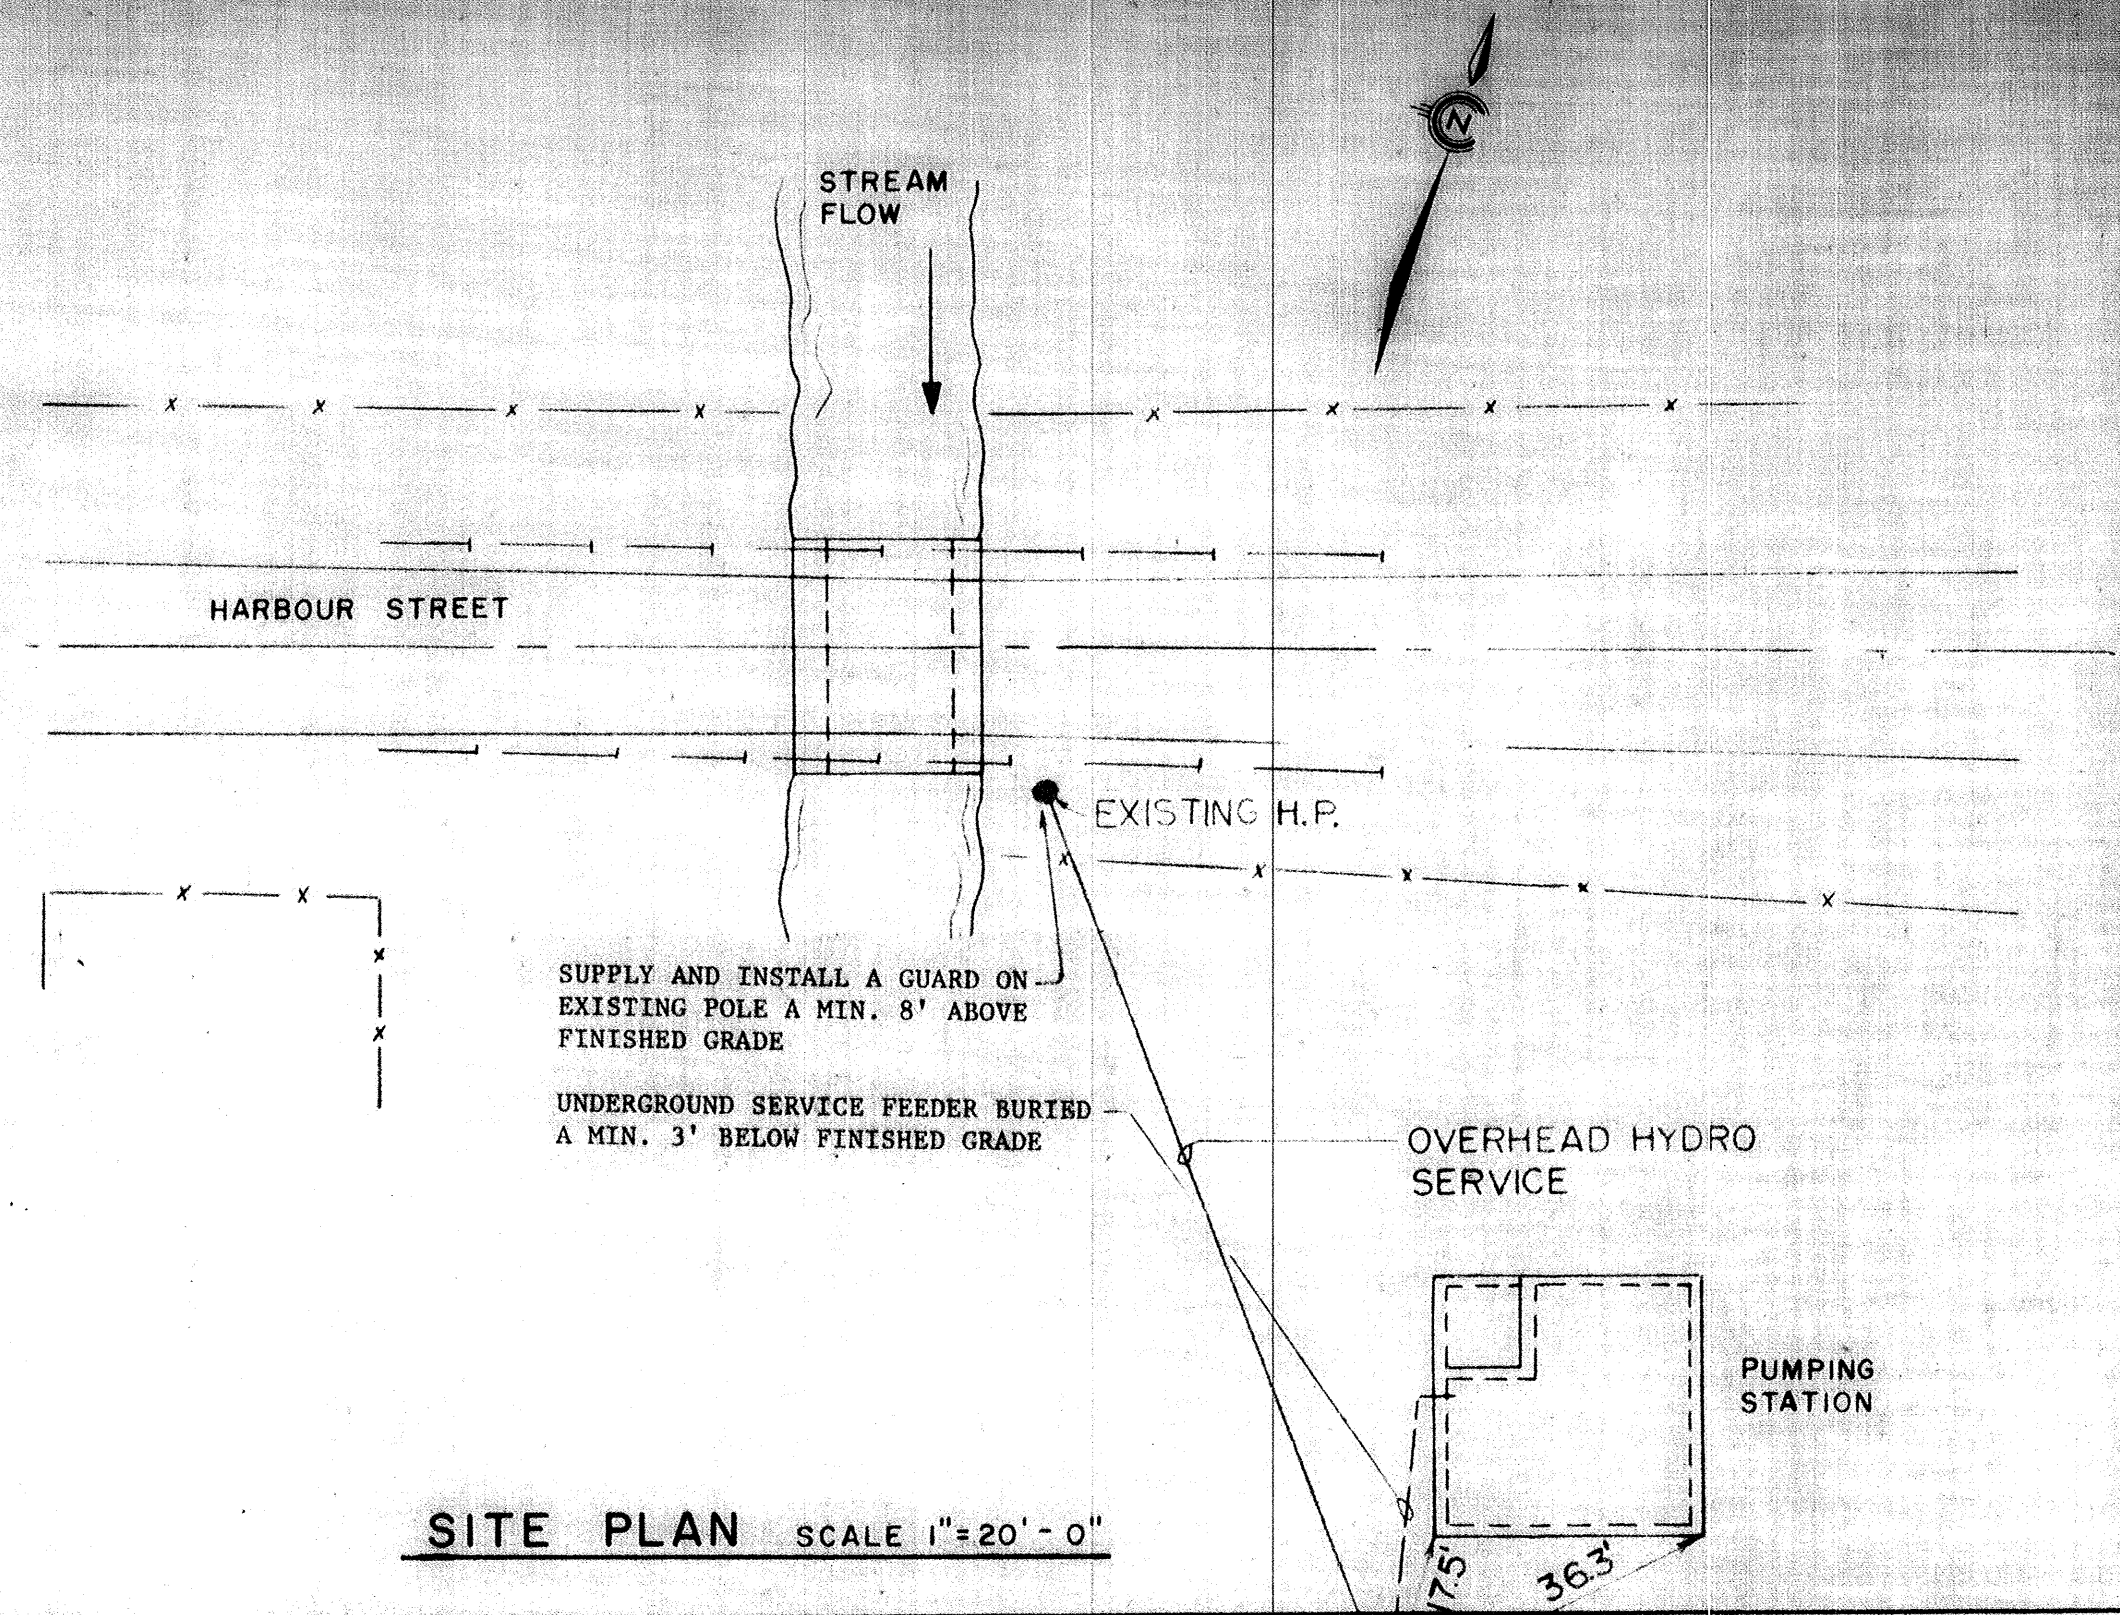 N
STREAM
FLOW
HARBOUR STREET
EXISTING H.P.
SUPPLY AND INSTALL A GUARD ON
EXISTING POLE A MIN. 8' ABOVE
FINISHED GRADE
UNDERGROUND SERVICE FEEDER BURIED
A MIN. 3' BELOW FINISHED GRADE
OVERHEAD HYDRO
SERVICE
PUMPING
STATION
SITE PLAN SCALE 1"=20'-0"
17.5'
36.3'